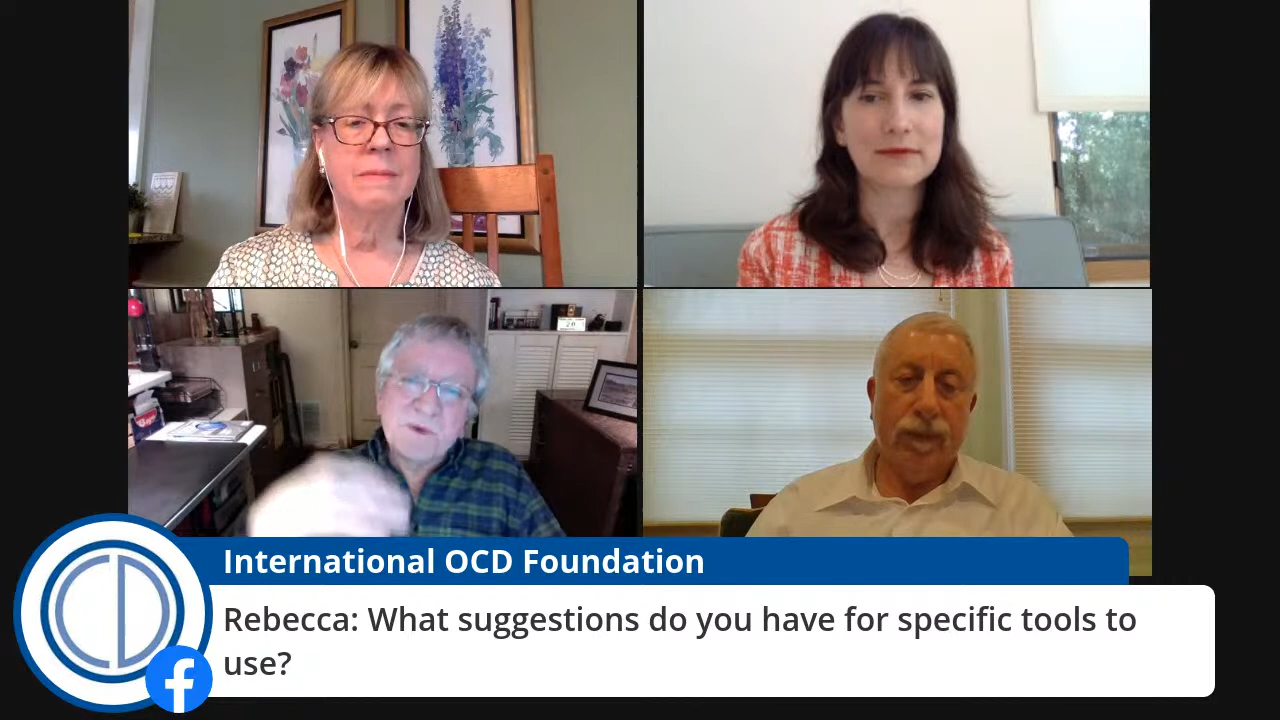 International OCD Foundation
Rebecca: What suggestions do you have for specific tools to
use?